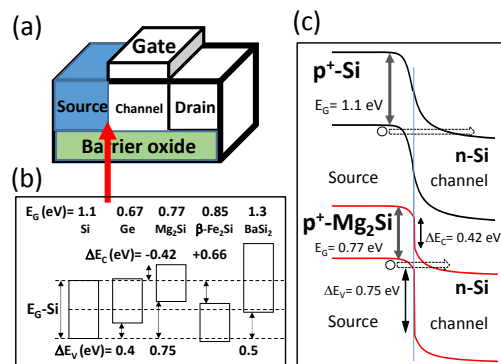 (a)
Gate
Source
Channel
Drain
Barrier oxide
(b)
E_G(eV)= 1.1 0.67 0.77 0.85 1.3
Si Ge Mg₂Si β-Fe₂Si BaSi₂
ΔE_C(eV)= -0.42 +0.66
E_G-Si
ΔE_V(eV)= 0.4 0.75 0.5
(c)
p⁺-Si
E_G= 1.1 eV
n-Si
Source channel
p⁺-Mg₂Si
E_G= 0.77 eV
ΔE_C= 0.42 eV
n-Si
ΔE_V= 0.75 eV
Source channel